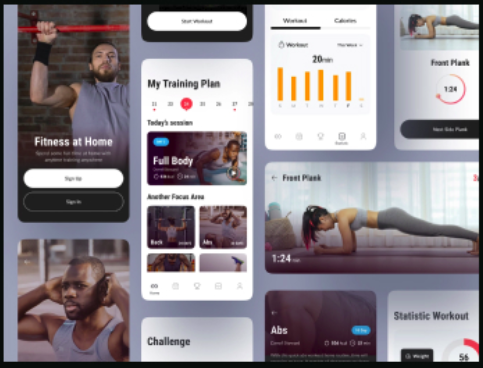 Fitness at Home
Sign Up
Sign In
Start Workout
My Training Plan
21
22
23
24
25
26
27
28
Today's session
Full Body
Another Focus Area
Back
Abs
Home
Challenge
Workout
Calories
Workout
This Week
20min
Front Plank
1:24
Next Side Plank
Front Plank
1:24
Abs
Statistic Workout
Weight
56